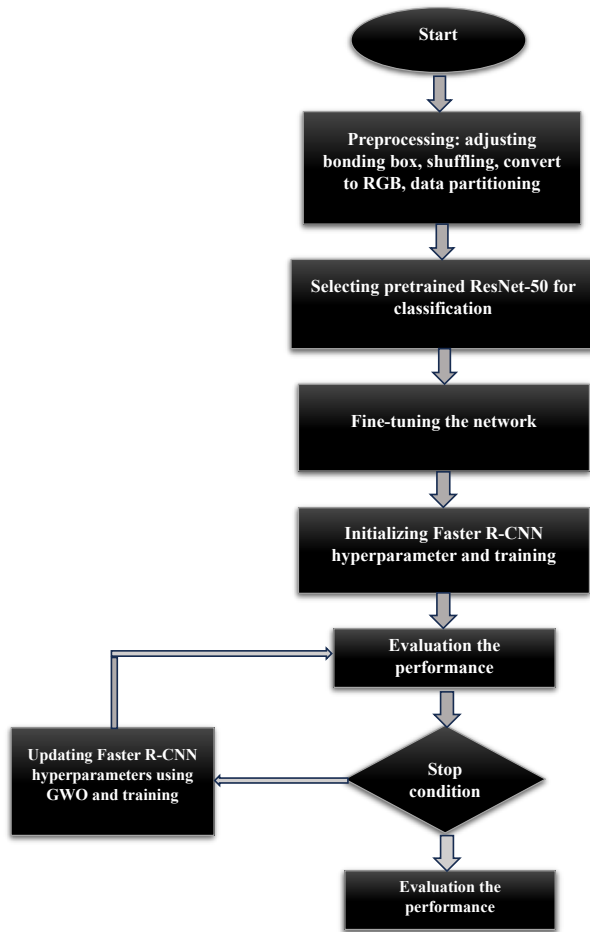 Start
Preprocessing: adjusting
bonding box, shuffling, convert
to RGB, data partitioning
Selecting pretrained ResNet-50 for
classification
Fine-tuning the network
Initializing Faster R-CNN
hyperparameter and training
Evaluation the
performance
Updating Faster R-CNN
hyperparameters using
GWO and training
Stop
condition
Evaluation the
performance